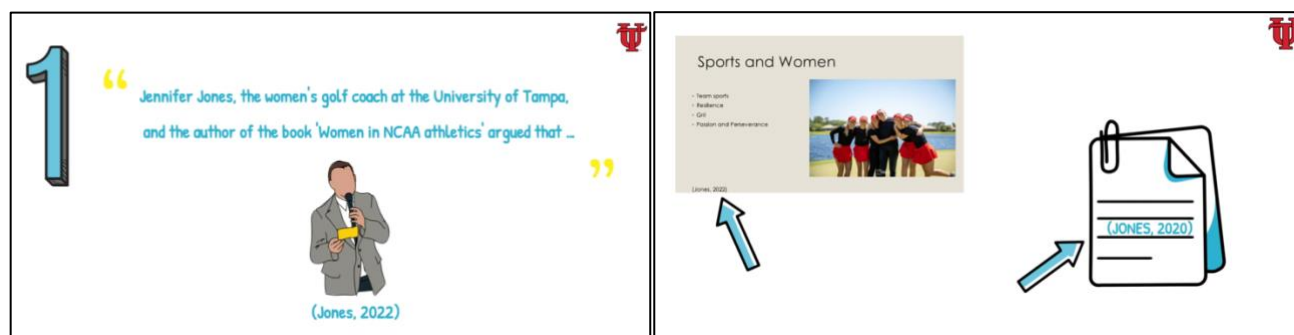 1
“
Jennifer Jones, the women's golf coach at the University of Tampa,
and the author of the book 'Women in NCAA athletics' argued that ...
”
(Jones, 2022)
UT
Sports and Women
- Team sports
- Resilience
- Grit
- Passion and Perseverance
(Jones, 2022)
(JONES, 2020)
UT